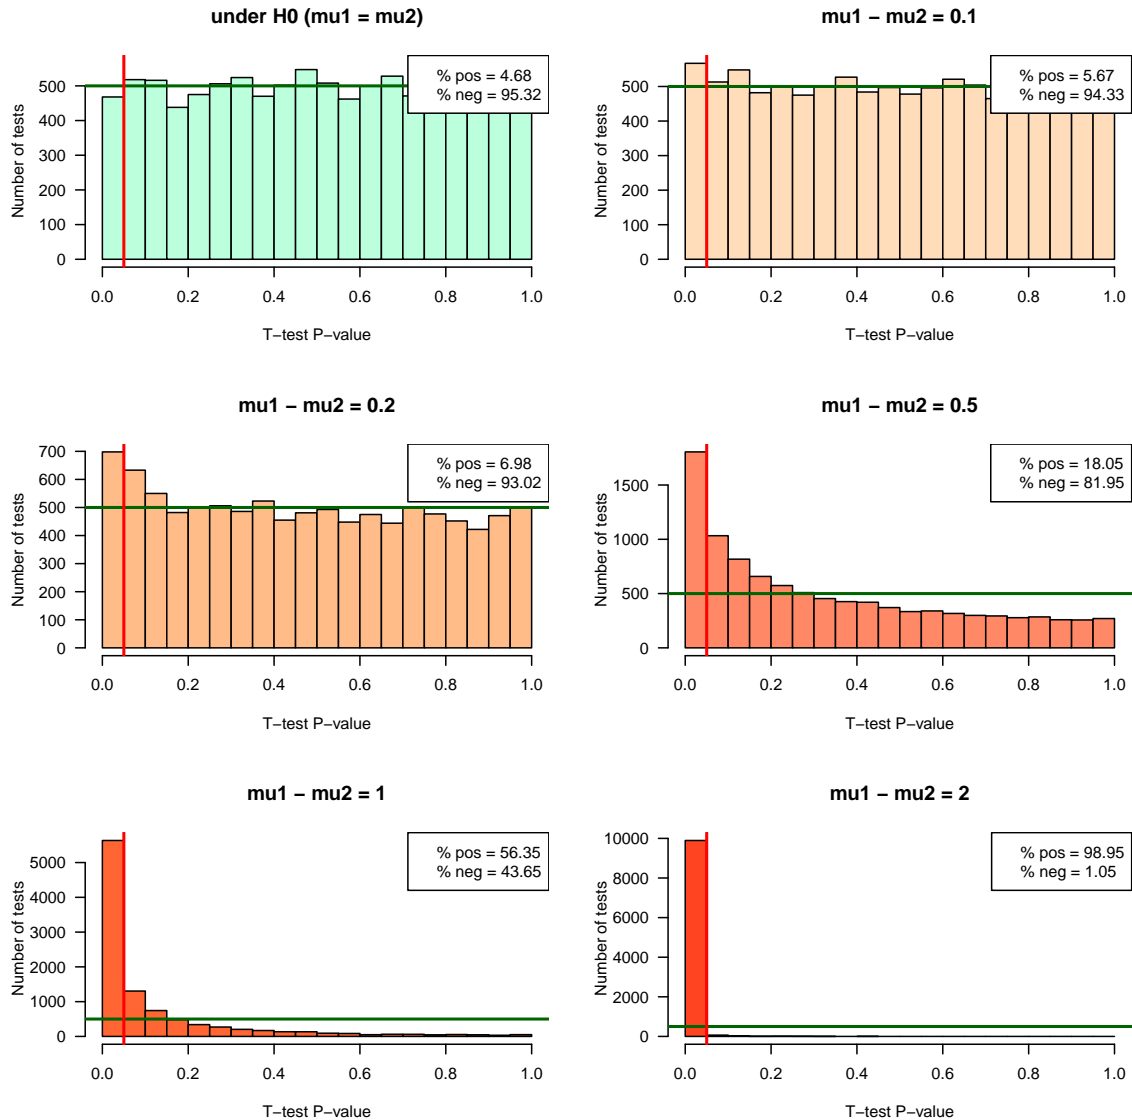 under H0 (mu1 = mu2)
% pos = 4.68
% neg = 95.32
Number of tests
500
400
300
200
100
0
0.0 0.2 0.4 0.6 0.8 1.0
T−test P−value
mu1 − mu2 = 0.1
% pos = 5.67
% neg = 94.33
Number of tests
500
400
300
200
100
0
0.0 0.2 0.4 0.6 0.8 1.0
T−test P−value
mu1 − mu2 = 0.2
% pos = 6.98
% neg = 93.02
Number of tests
700
600
500
400
300
200
100
0
0.0 0.2 0.4 0.6 0.8 1.0
T−test P−value
mu1 − mu2 = 0.5
% pos = 18.05
% neg = 81.95
Number of tests
1500
1000
500
0
0.0 0.2 0.4 0.6 0.8 1.0
T−test P−value
mu1 − mu2 = 1
% pos = 56.35
% neg = 43.65
Number of tests
5000
4000
3000
2000
1000
0
0.0 0.2 0.4 0.6 0.8 1.0
T−test P−value
mu1 − mu2 = 2
% pos = 98.95
% neg = 1.05
Number of tests
10000
8000
6000
4000
2000
0
0.0 0.2 0.4 0.6 0.8 1.0
T−test P−value